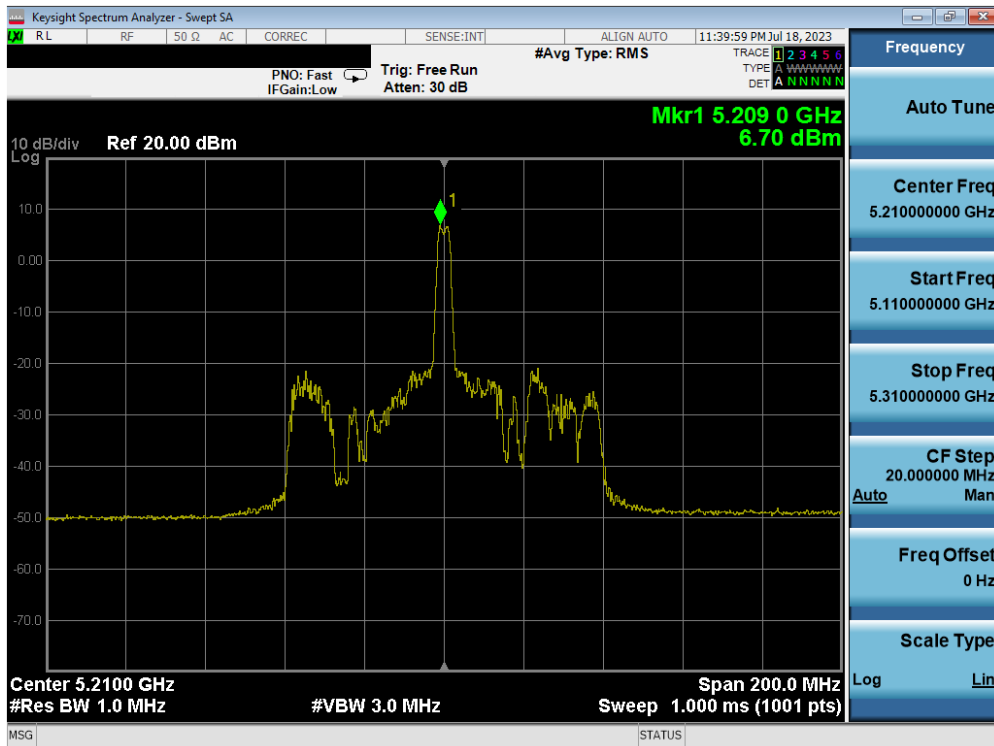 Keysight Spectrum Analyzer - Swept SA
LXI RL RF 50 Ω AC CORREC SENSE:INT ALIGN AUTO 11:39:59 PM Jul 18, 2023
#Avg Type: RMS
TRACE 1 2 3 4 5 6
TYPE A WWWWW
DET A N N N N N
PNO: Fast
IFGain:Low
Trig: Free Run
Atten: 30 dB
Mkr1 5.209 0 GHz
6.70 dBm
10 dB/div Ref 20.00 dBm
Log
1
10.0
0.00
-10.0
-20.0
-30.0
-40.0
-50.0
-60.0
-70.0
Center 5.2100 GHz Span 200.0 MHz
#Res BW 1.0 MHz #VBW 3.0 MHz Sweep 1.000 ms (1001 pts)
MSG STATUS
Frequency
Auto Tune
Center Freq
5.210000000 GHz
Start Freq
5.110000000 GHz
Stop Freq
5.310000000 GHz
CF Step
20.000000 MHz
Auto Man
Freq Offset
0 Hz
Scale Type
Log Lin